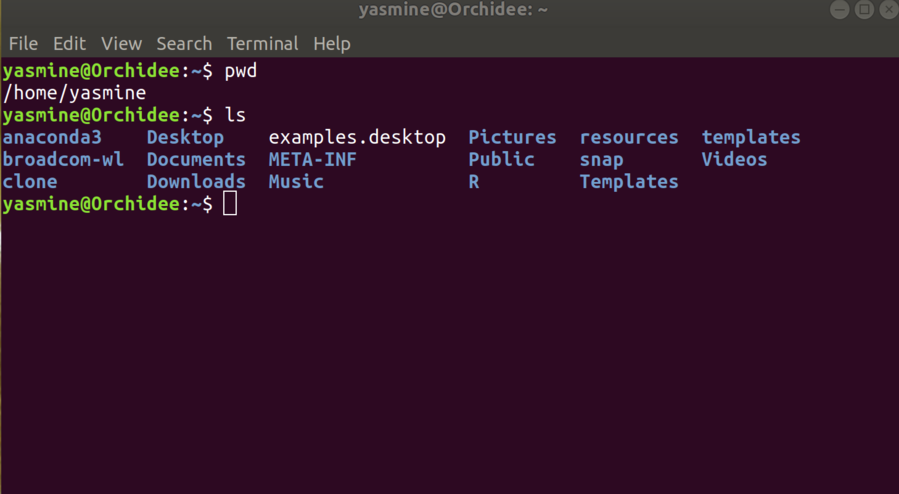 yasmine@Orchidee: ~
File Edit View Search Terminal Help
yasmine@Orchidee:~$ pwd
/home/yasmine
yasmine@Orchidee:~$ ls
anaconda3 Desktop examples.desktop Pictures resources templates
broadcom-wl Documents META-INF Public snap Videos
clone Downloads Music R Templates
yasmine@Orchidee:~$